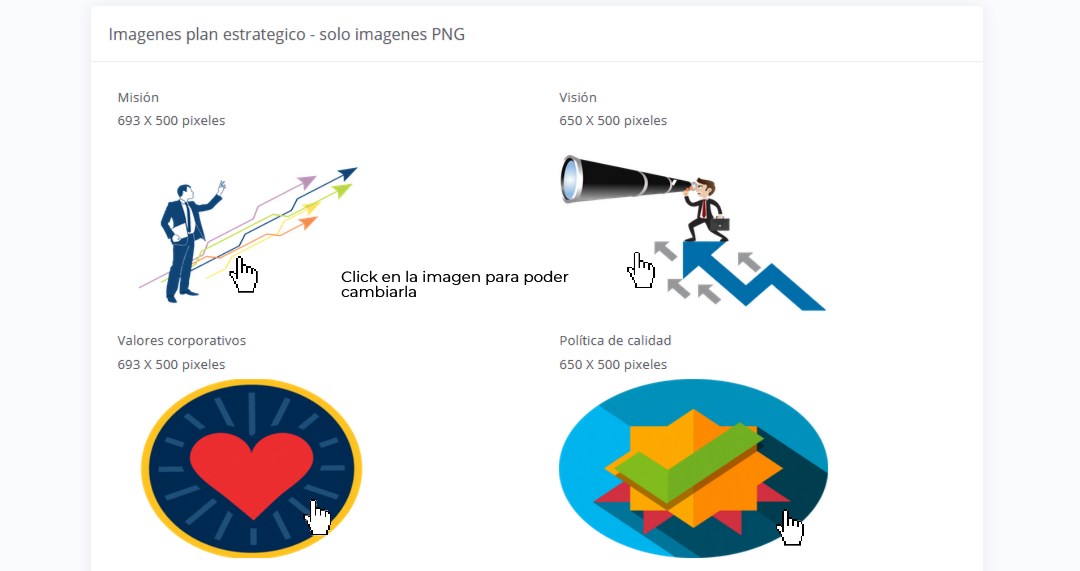 Imagenes plan estrategico - solo imagenes PNG
Misión
693 X 500 pixeles
Visión
650 X 500 pixeles
Click en la imagen para poder
cambiarla
Valores corporativos
693 X 500 pixeles
Política de calidad
650 X 500 pixeles